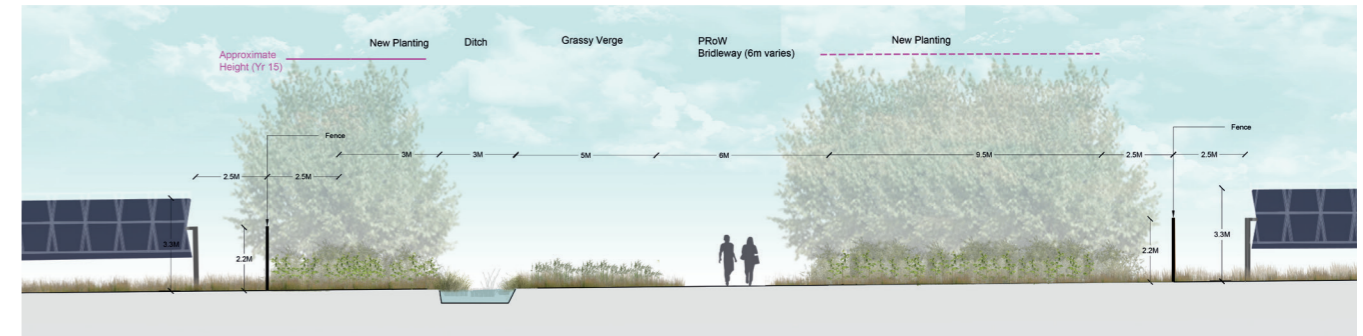 New Planting
Ditch
Grassy Verge
PRoW
Bridleway (6m varies)
New Planting
Approximate
Height (Yr 15)
Fence
Fence
3M
3M
5M
6M
9.5M
2.5M
2.5M
2.5M
2.5M
3.3M
2.2M
2.2M
3.3M